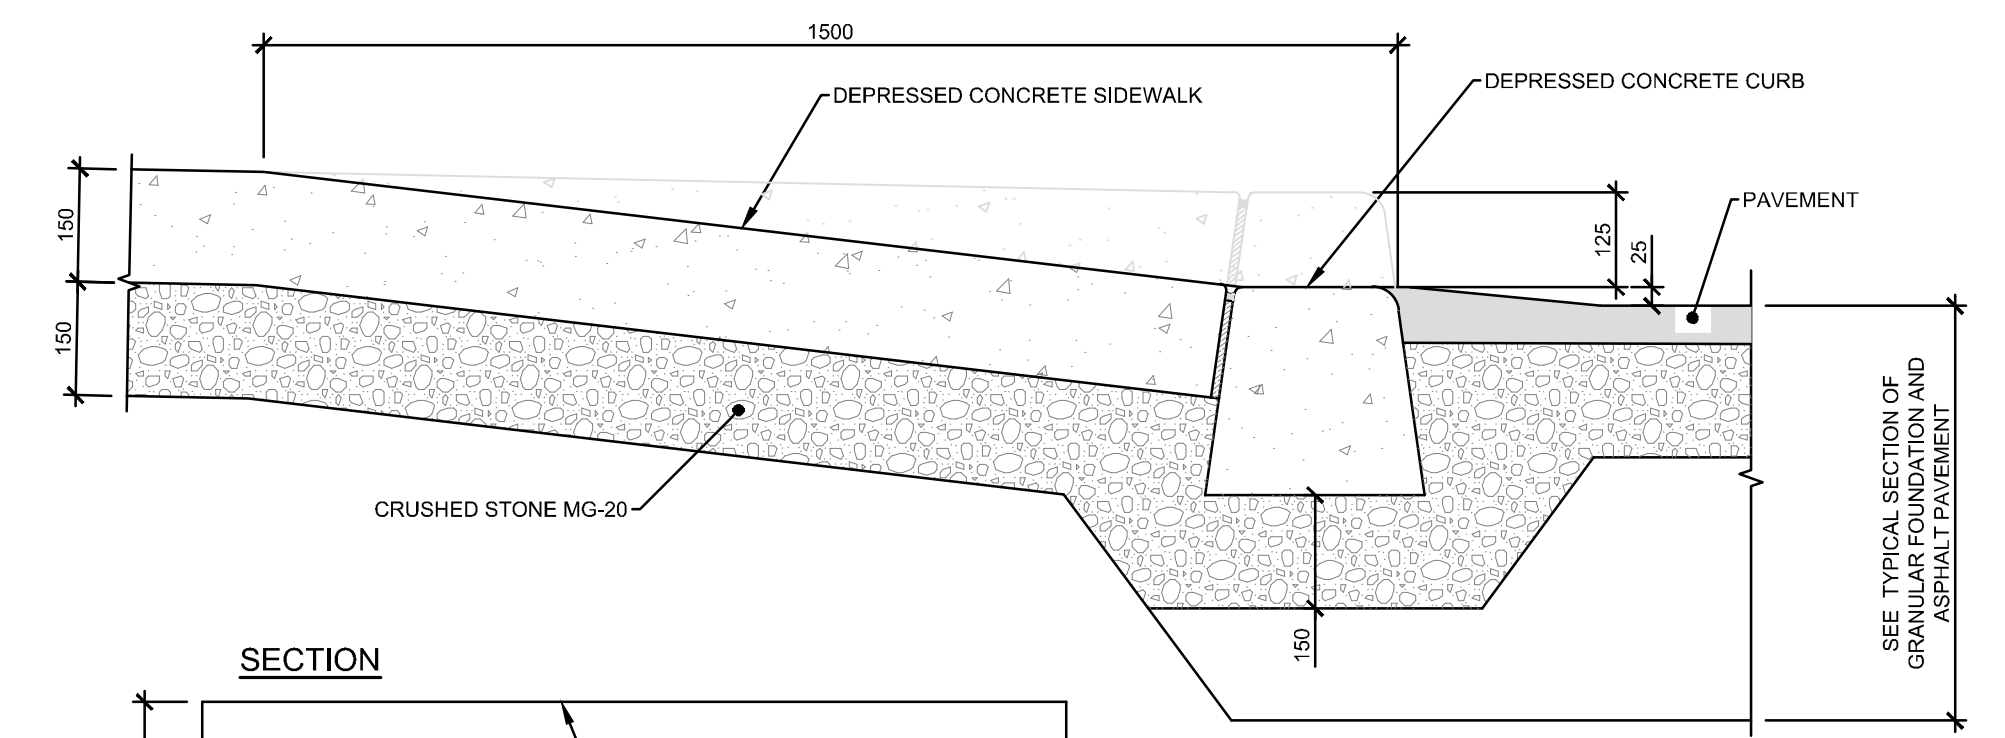 1500
DEPRESSED CONCRETE SIDEWALK
DEPRESSED CONCRETE CURB
PAVEMENT
150
125
25
150
CRUSHED STONE MG-20
150
SEE TYPICAL SECTION OF
GRANULAR FOUNDATION AND
ASPHALT PAVEMENT
SECTION